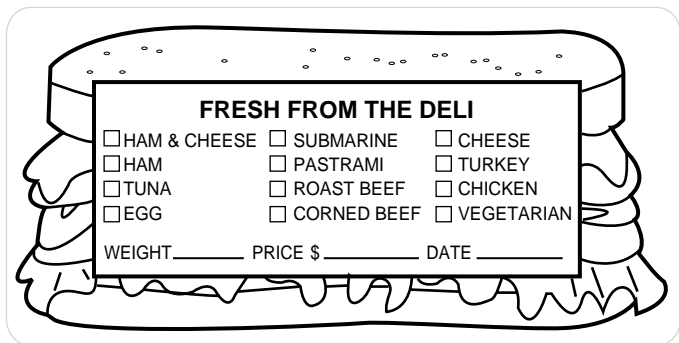 FRESH FROM THE DELI
HAM & CHEESE SUBMARINE CHEESE
HAM PASTRAMI TURKEY
TUNA ROAST BEEF CHICKEN
EGG CORNED BEEF VEGETARIAN
WEIGHT PRICE $ DATE